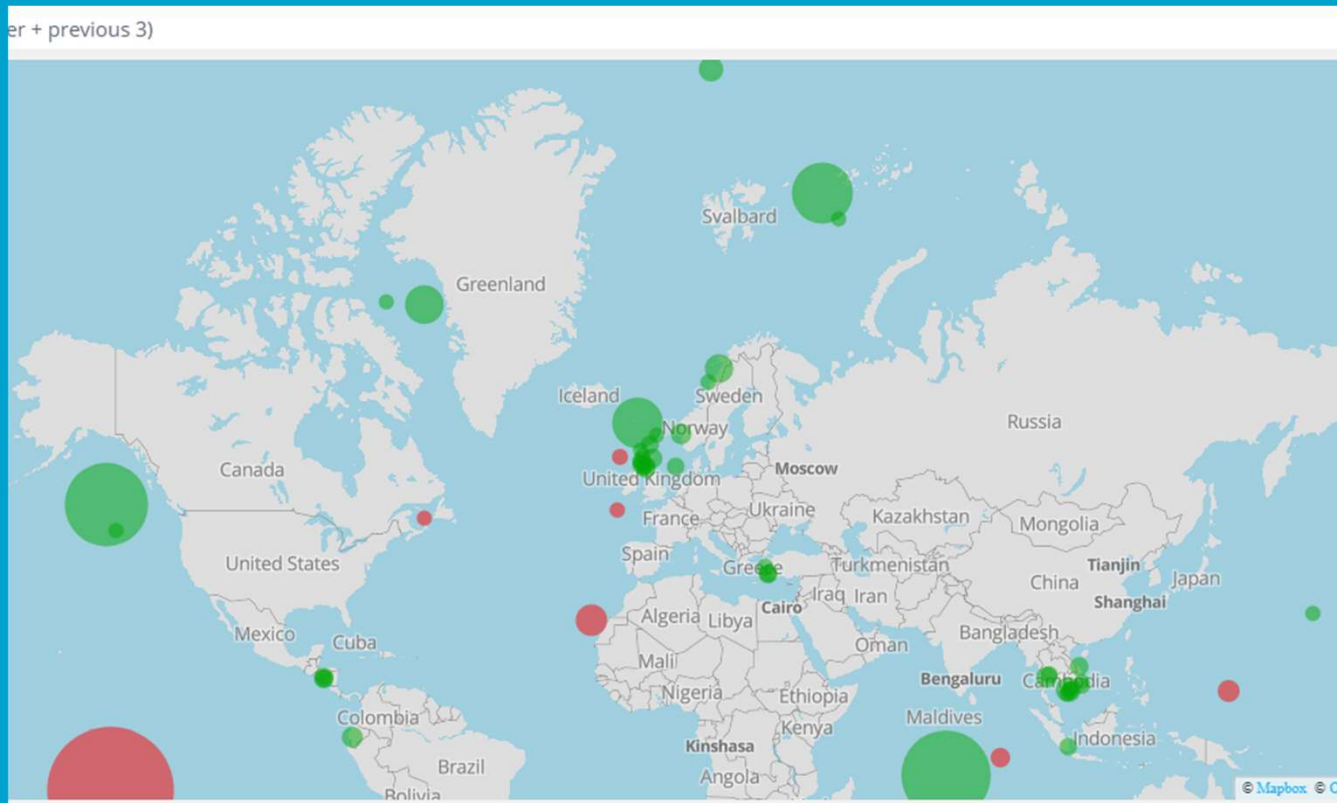 er + previous 3)
Svalbard
Greenland
Iceland
Sweden
Norway
Russia
Canada
Moscow
United Kingdom
Ukraine
France
Kazakhstan
Mongolia
United States
Spain
Greece
Turkmenistan
Tianjin
China
Japan
Iraq
Iran
Shanghai
Algeria
Libya
Cairo
Mexico
Cuba
Bangladesh
Oman
Mali
Bengaluru
Cambodia
Nigeria
Ethiopia
Colombia
Maldives
Kenya
Indonesia
Kinshasa
Brazil
Angola
Bolivia
© Mapbox ©